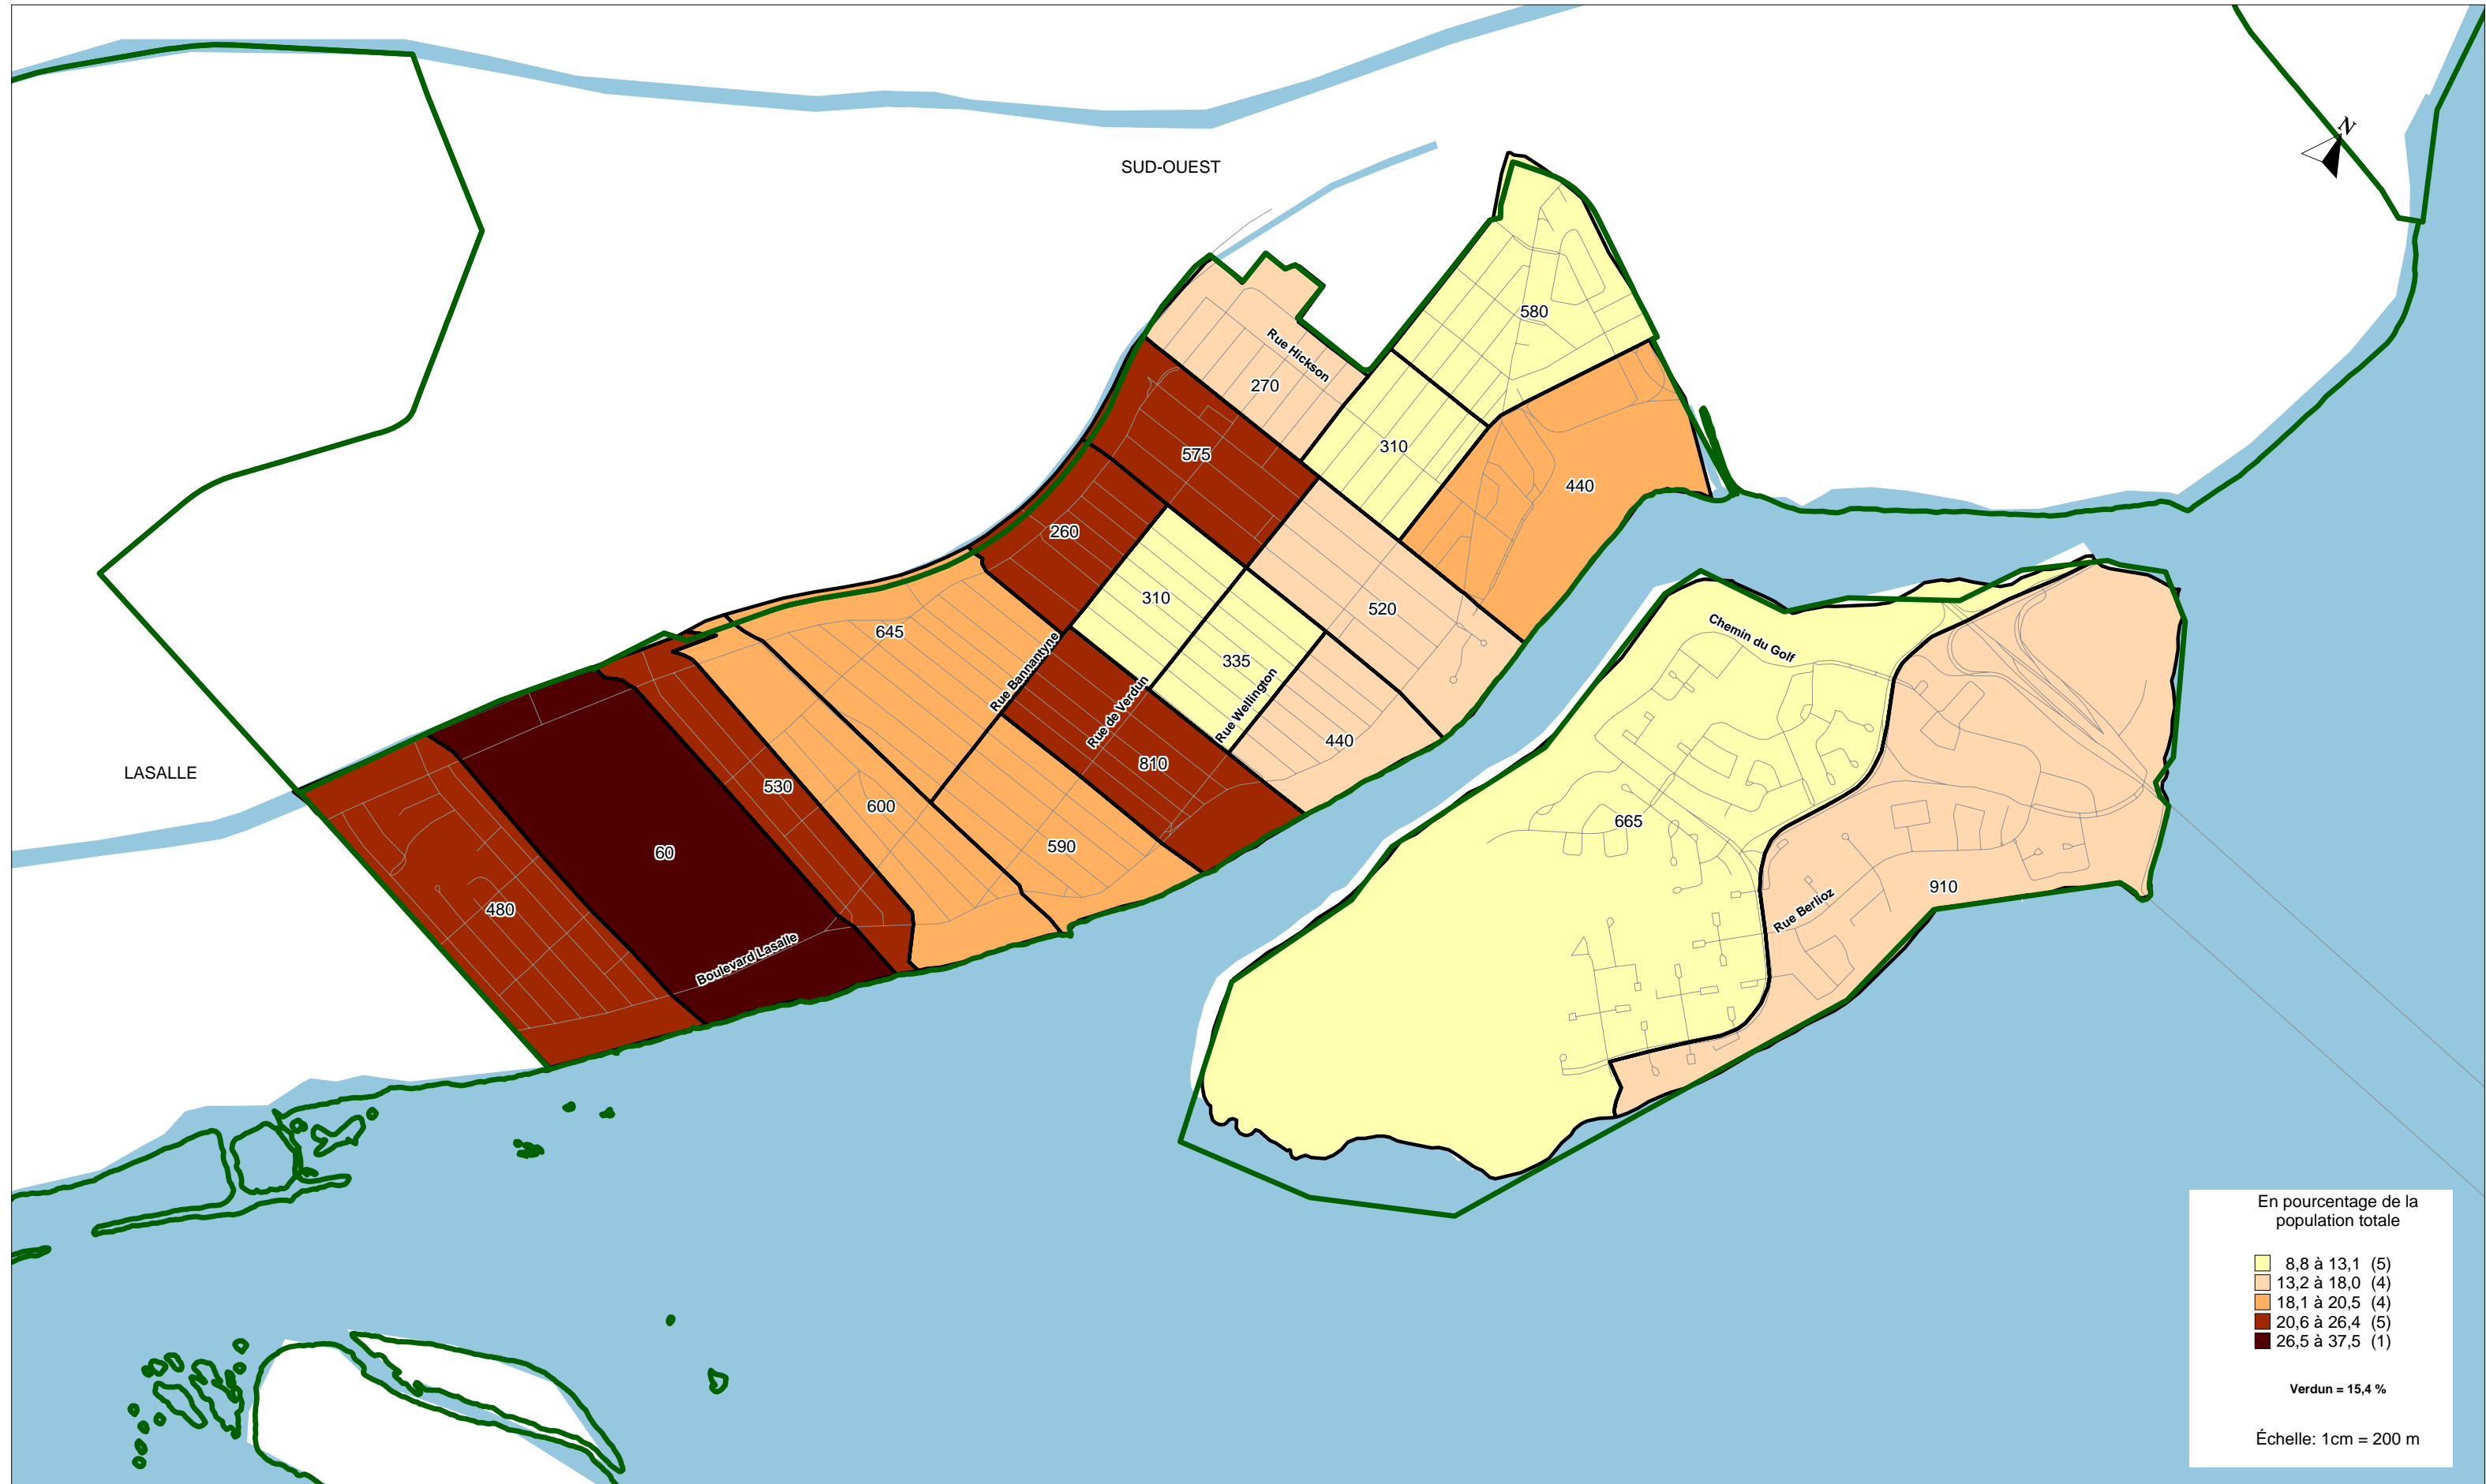 N
SUD-OUEST
580
Rue Hickson
270
310
575
440
260
310
520
645
Chemin du Golf
335
Rue Bannantyne
Rue de Verdun
Rue Wellington
440
810
LASALLE
530
600
665
590
60
910
480
Rue Berlioz
Boulevard Lasalle
En pourcentage de la
population totale
8,8 à 13,1 (5)
13,2 à 18,0 (4)
18,1 à 20,5 (4)
20,6 à 26,4 (5)
26,5 à 37,5 (1)
Verdun = 15,4 %
Échelle: 1cm = 200 m